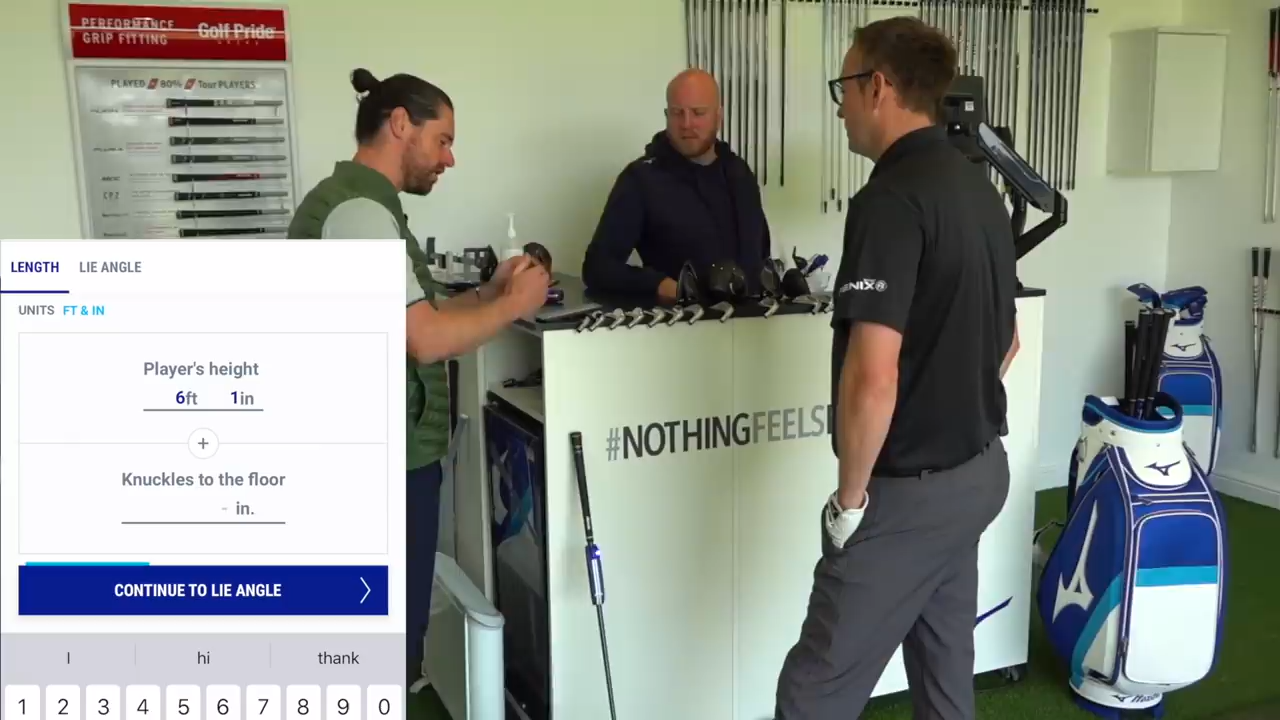 PERFORMANCE
GRIP FITTING
Golf Pride
PLAYED 80% TOUR PLAYERS
CP2
LENGTH
LIE ANGLE
UNITS FT & IN
Player's height
6ft 1in
+
Knuckles to the floor
- in.
CONTINUE TO LIE ANGLE
I
hi
thank
1 2 3 4 5 6 7 8 9 0
#NOTHINGFEELS
ENIX